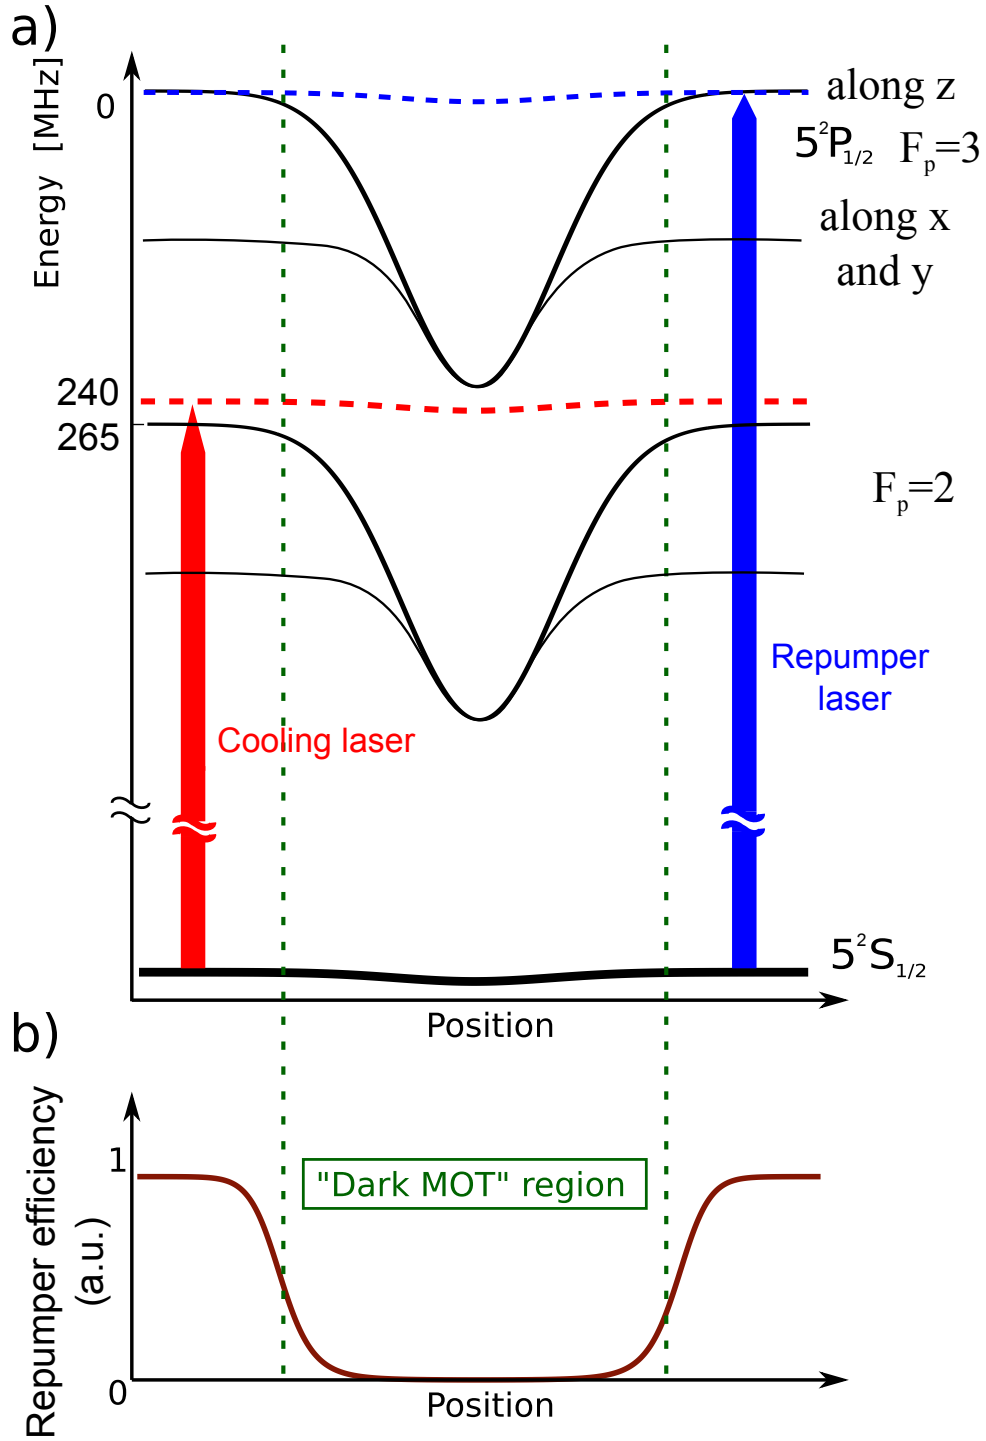 a)
Energy [MHz]
0
along z
5²P₁/₂ Fₚ=3
along x
and y
240
265
Fₚ=2
Repumper
laser
Cooling laser
5²S₁/₂
Position
b)
Repumper efficiency
(a.u.)
1
"Dark MOT" region
0
Position